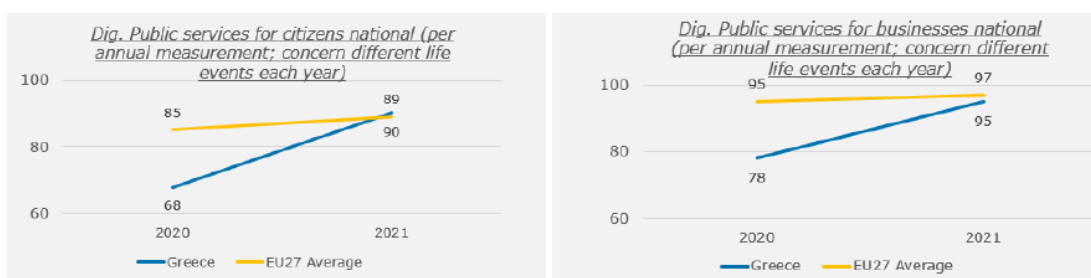 Dig. Public services for citizens national (per
annual measurement; concern different life
events each year)
100
80
60
85
89
90
68
2020
2021
Greece
EU27 Average
Dig. Public services for businesses national
(per annual measurement; concern different
life events each year)
100
80
60
95
97
95
78
2020
2021
Greece
EU27 Average